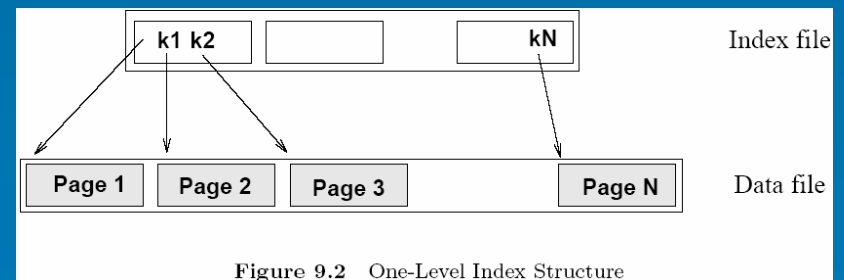 k1 k2
kN
Index file
Page 1
Page 2
Page 3
Page N
Data file
Figure 9.2 One-Level Index Structure